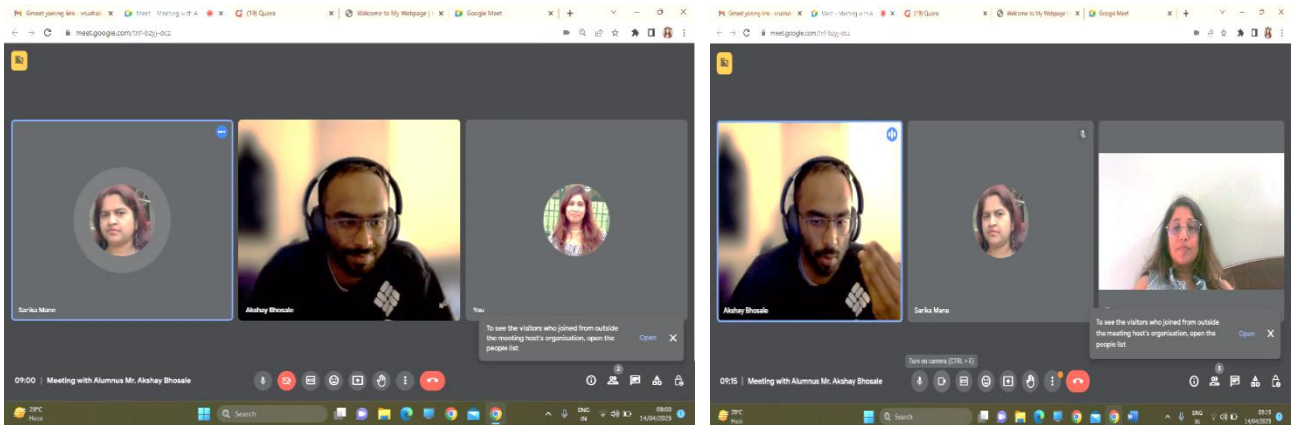 Gmeet joining link - vrushal
Meet - Meeting with A
(19) Quora
Welcome to My Webpage |
Google Meet
meet.google.com/tnf-bzyj-dcz
Sarika Mane
Akshay Bhosale
You
To see the visitors who joined from outside
the meeting host's organisation, open the
people list
Open
09:00 | Meeting with Alumnus Mr. Akshay Bhosale
3
28°C
Haze
Search
ENG
IN
09:00
14/04/2023
Gmeet joining link - vrushal
Meet - Meeting with A
(19) Quora
Welcome to My Webpage |
Google Meet
meet.google.com/tnf-bzyj-dcz
Akshay Bhosale
Sarika Mane
To see the visitors who joined from outside
the meeting host's organisation, open the
people list
Open
Turn on camera (CTRL + E)
09:15 | Meeting with Alumnus Mr. Akshay Bhosale
3
28°C
Haze
Search
ENG
IN
09:15
14/04/2023